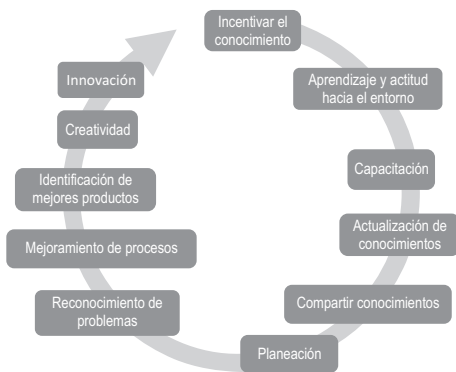 Incentivar el
conocimiento
Aprendizaje y actitud
hacia el entorno
Capacitación
Actualización de
conocimientos
Compartir conocimientos
Planeación
Reconocimiento de
problemas
Mejoramiento de procesos
Identificación de
mejores productos
Creatividad
Innovación